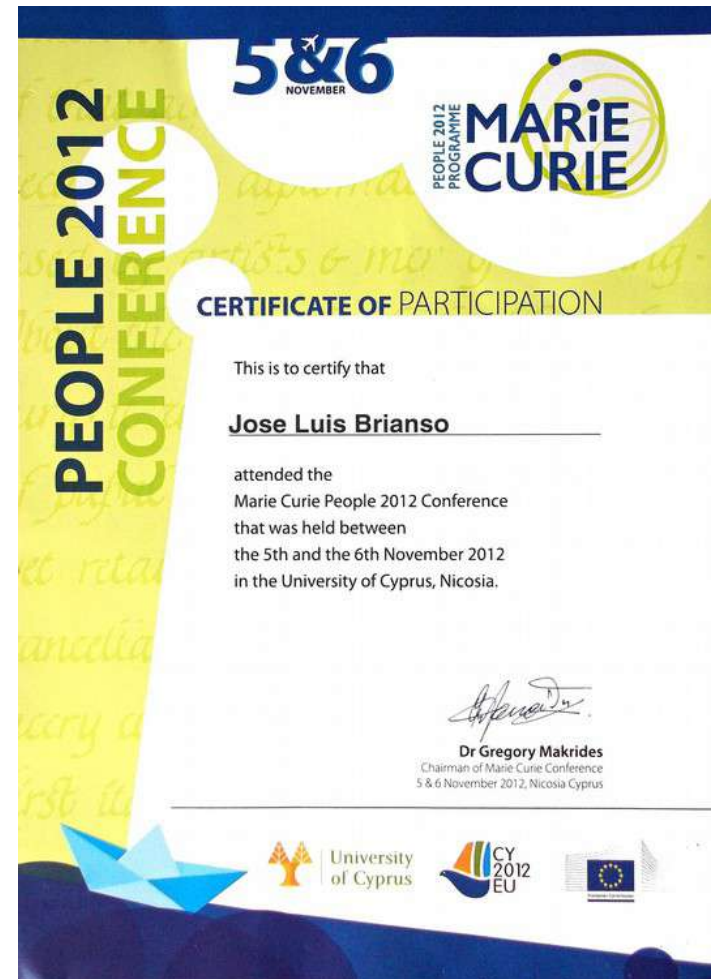 5&6
NOVEMBER
PEOPLE 2012
PROGRAMME
MARiE
CURIE
PEOPLE 2012
CONFERENCE
CERTIFICATE OF PARTICIPATION
This is to certify that
Jose Luis Brianso
attended the
Marie Curie People 2012 Conference
that was held between
the 5th and the 6th November 2012
in the University of Cyprus, Nicosia.
Dr Gregory Makrides
Chairman of Marie Curie Conference
5 & 6 November 2012, Nicosia Cyprus
University
of Cyprus
CY
2012
EU
European Commission